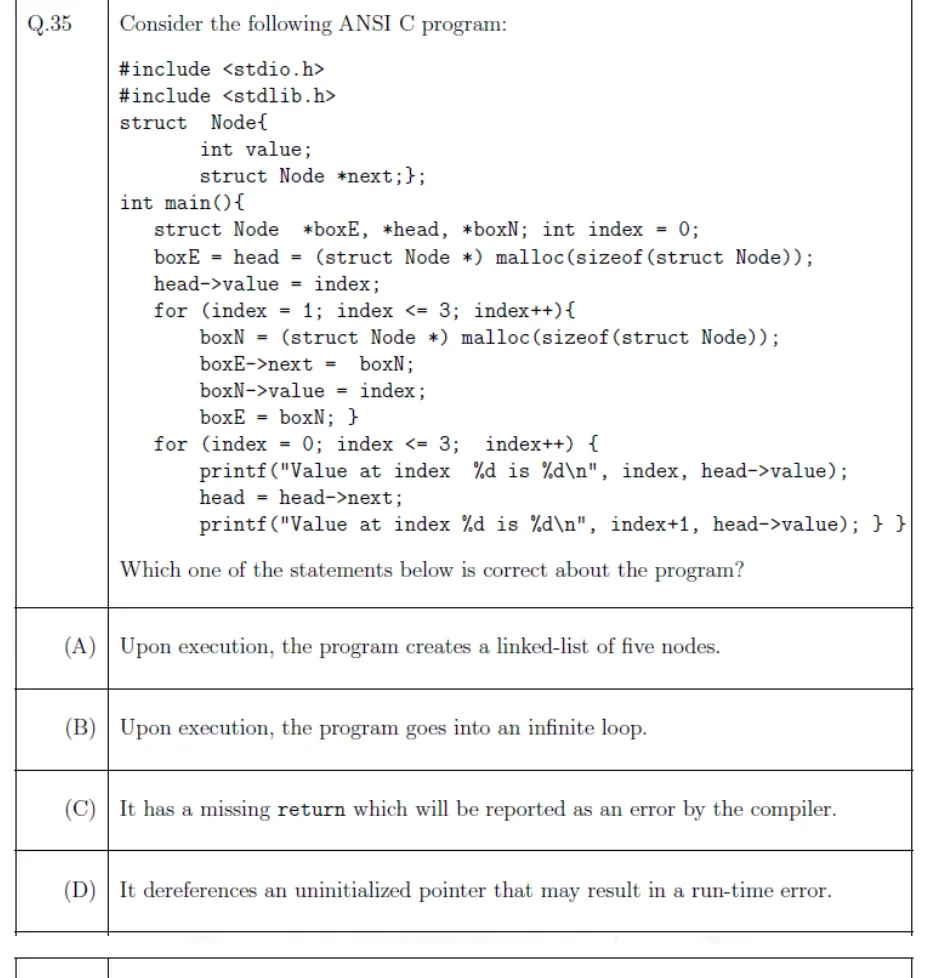 Q.35 Consider the following ANSI C program:
#include <stdio.h>
#include <stdlib.h>
struct  Node{
        int value;
        struct Node *next;};
int main(){
   struct Node  *boxE, *head, *boxN; int index = 0;
   boxE = head = (struct Node *) malloc(sizeof(struct Node));
   head->value = index;
   for (index = 1; index <= 3; index++){
        boxN = (struct Node *) malloc(sizeof(struct Node));
        boxE->next =  boxN;
        boxN->value = index;
        boxE = boxN; }
   for (index = 0; index <= 3;  index++) {
        printf("Value at index  %d is %d\n", index, head->value);
        head = head->next;
        printf("Value at index %d is %d\n", index+1, head->value); } }
Which one of the statements below is correct about the program?
(A) Upon execution, the program creates a linked-list of five nodes.
(B) Upon execution, the program goes into an infinite loop.
(C) It has a missing return which will be reported as an error by the compiler.
(D) It dereferences an uninitialized pointer that may result in a run-time error.